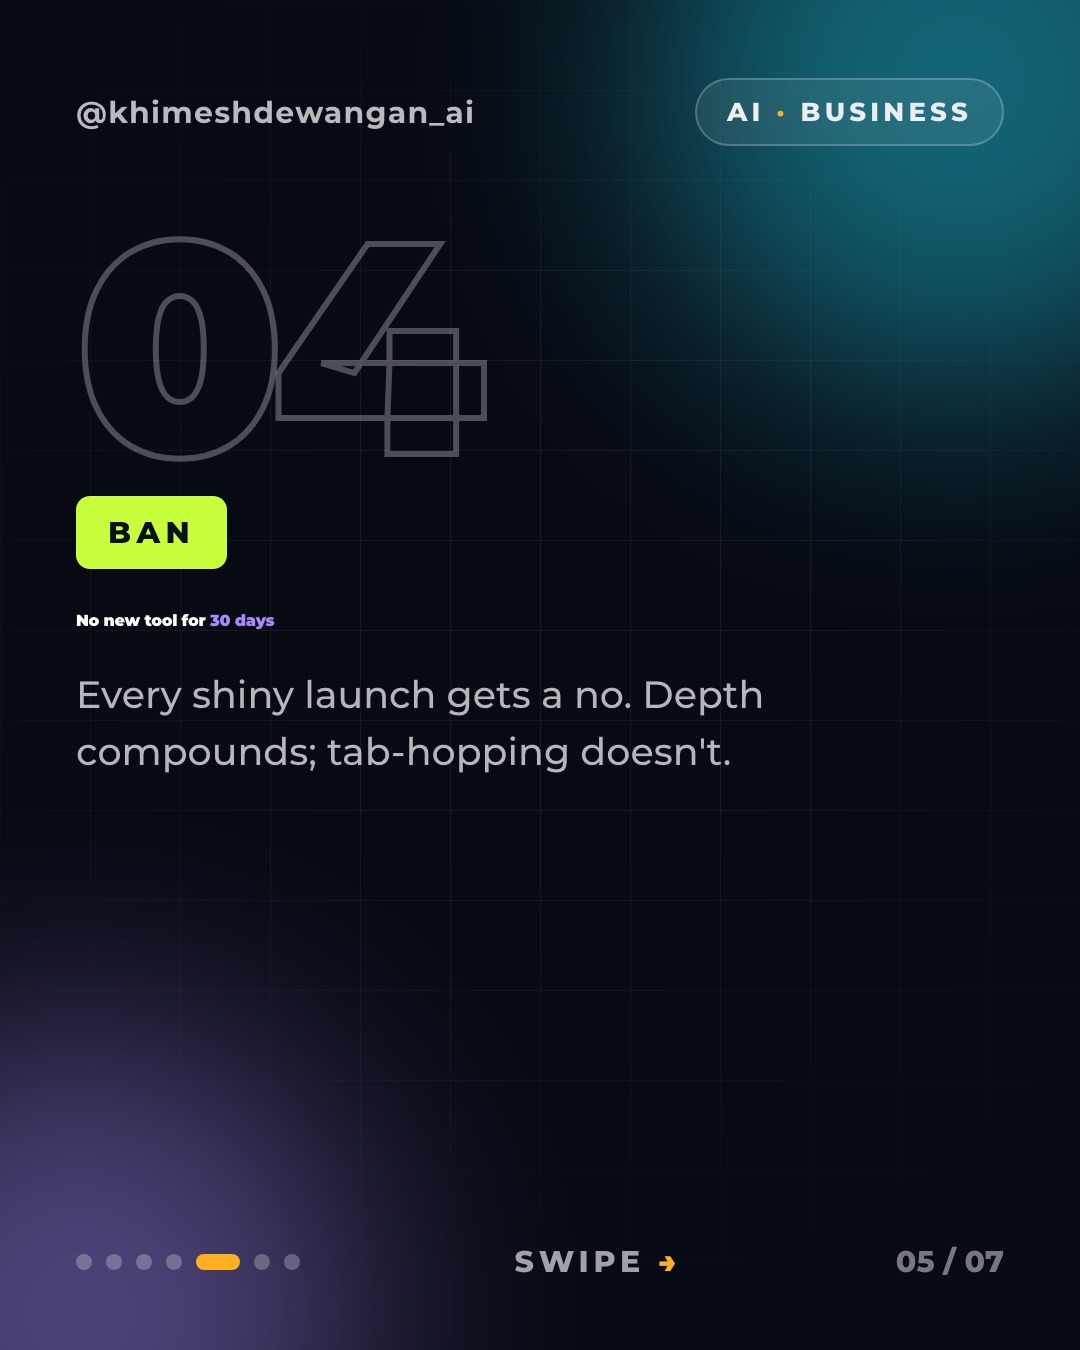 @khimeshdewangan_ai
AI · BUSINESS
04
BAN
No new tool for 30 days
Every shiny launch gets a no. Depth
compounds; tab-hopping doesn't.
SWIPE →
05 / 07